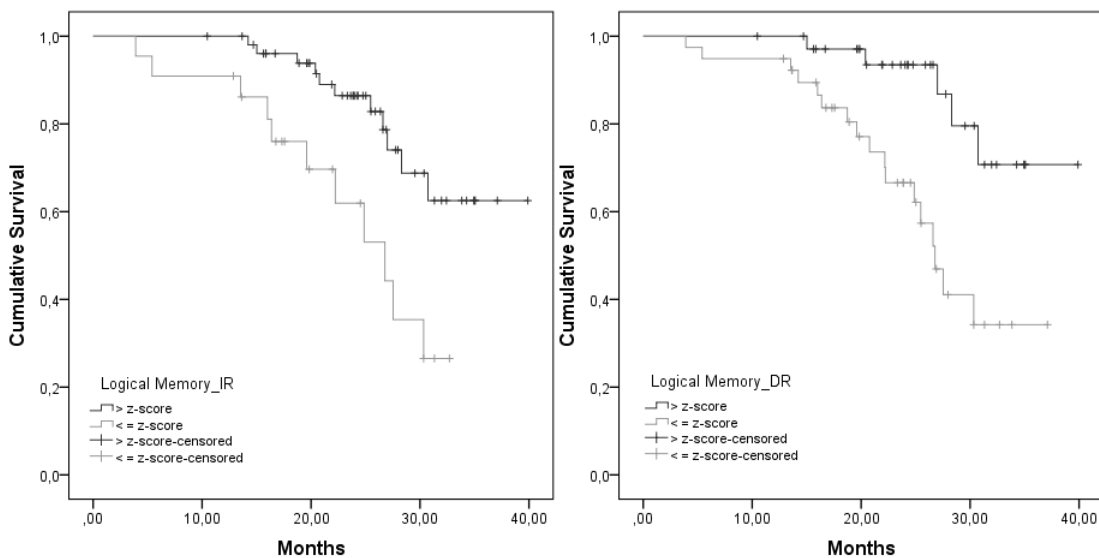 Cumulative Survival
1,0
0,8
0,6
0,4
0,2
0,0
Logical Memory_IR
> z-score
< = z-score
> z-score-censored
< = z-score-censored
,00
10,00
20,00
30,00
40,00
Months
Cumulative Survival
1,0
0,8
0,6
0,4
0,2
0,0
Logical Memory_DR
> z-score
< = z-score
> z-score-censored
< = z-score-censored
,00
10,00
20,00
30,00
40,00
Months